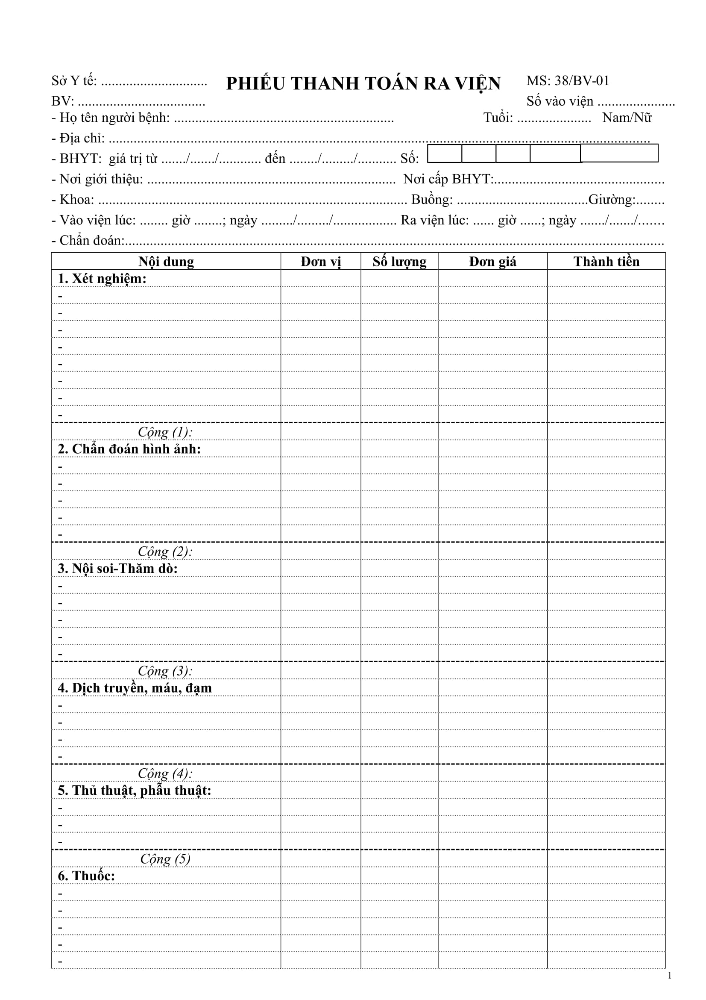 Sở Y tế: .............................. PHIẾU THANH TOÁN RA VIỆN MS: 38/BV-01
BV: .................................... Số vào viện ......................
- Họ tên người bệnh: .............................................................. Tuổi: ..................... Nam/Nữ
- Địa chỉ: .........................................................................................................................................................
- BHYT: giá trị từ ......./......./............ đến ......../........./........... Số:
- Nơi giới thiệu: ...................................................................... Nơi cấp BHYT:................................................
- Khoa: ....................................................................................... Buồng: .....................................Giường:........
- Vào viện lúc: ........ giờ ........; ngày ........./........./.................. Ra viện lúc: ...... giờ ......; ngày ......./......./.......
- Chẩn đoán:........................................................................................................................................................
Nội dung Đơn vị Số lượng Đơn giá Thành tiền
1. Xét nghiệm:
-
-
-
-
-
-
-
-
Cộng (1):
2. Chẩn đoán hình ảnh:
-
-
-
-
-
Cộng (2):
3. Nội soi-Thăm dò:
-
-
-
-
-
Cộng (3):
4. Dịch truyền, máu, đạm
-
-
-
-
Cộng (4):
5. Thủ thuật, phẫu thuật:
-
-
-
Cộng (5)
6. Thuốc:
-
-
-
-
-
1